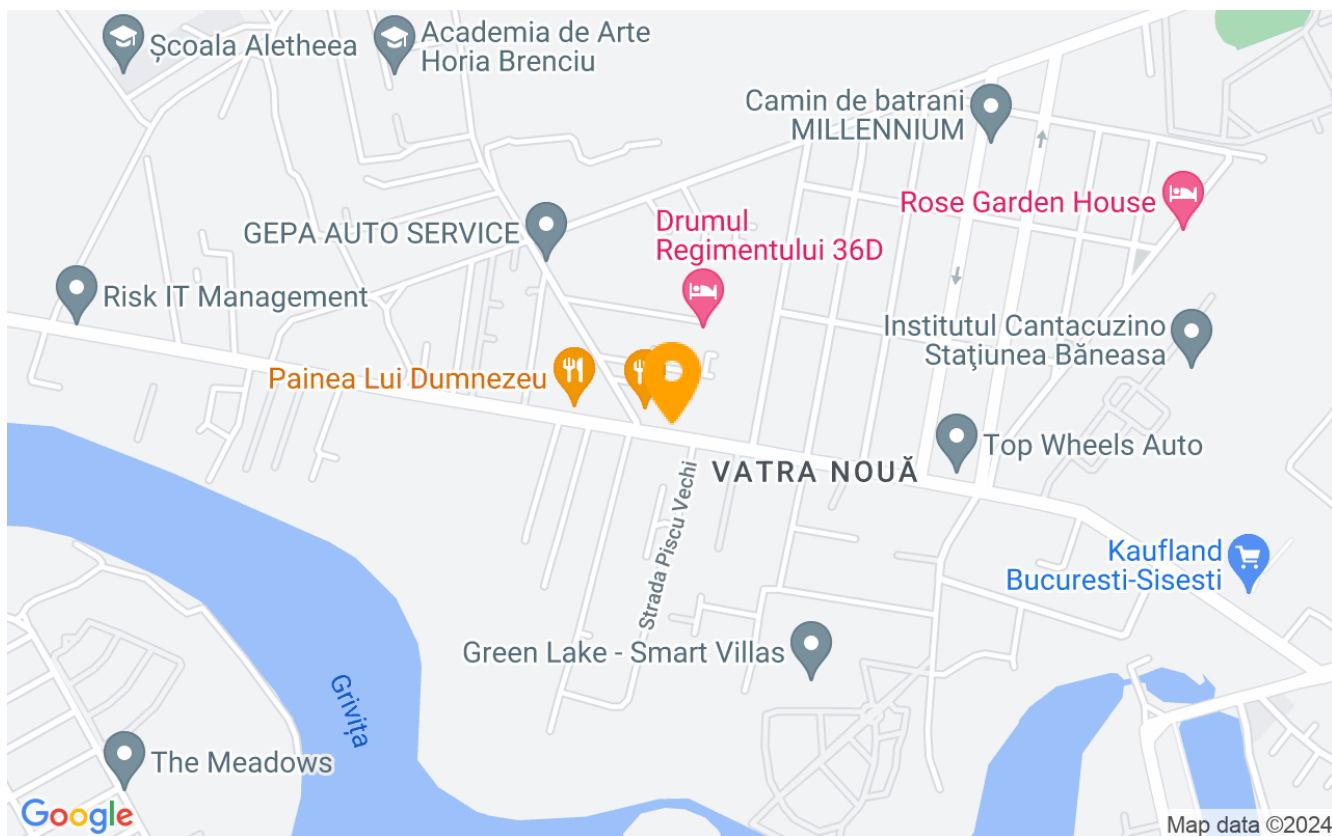 Școala Aletheea
Academia de Arte
Horia Brenciu
Camin de batrani
MILLENNIUM
Rose Garden House
GEPA AUTO SERVICE
Drumul
Regimentului 36D
Risk IT Management
Institutul Cantacuzino
Stațiunea Băneasa
Painea Lui Dumnezeu
Top Wheels Auto
VATRA NOUĂ
Strada Piscu Vechi
Kaufland
Bucuresti-Sisesti
Green Lake - Smart Villas
Grivița
The Meadows
Google
Map data ©2024